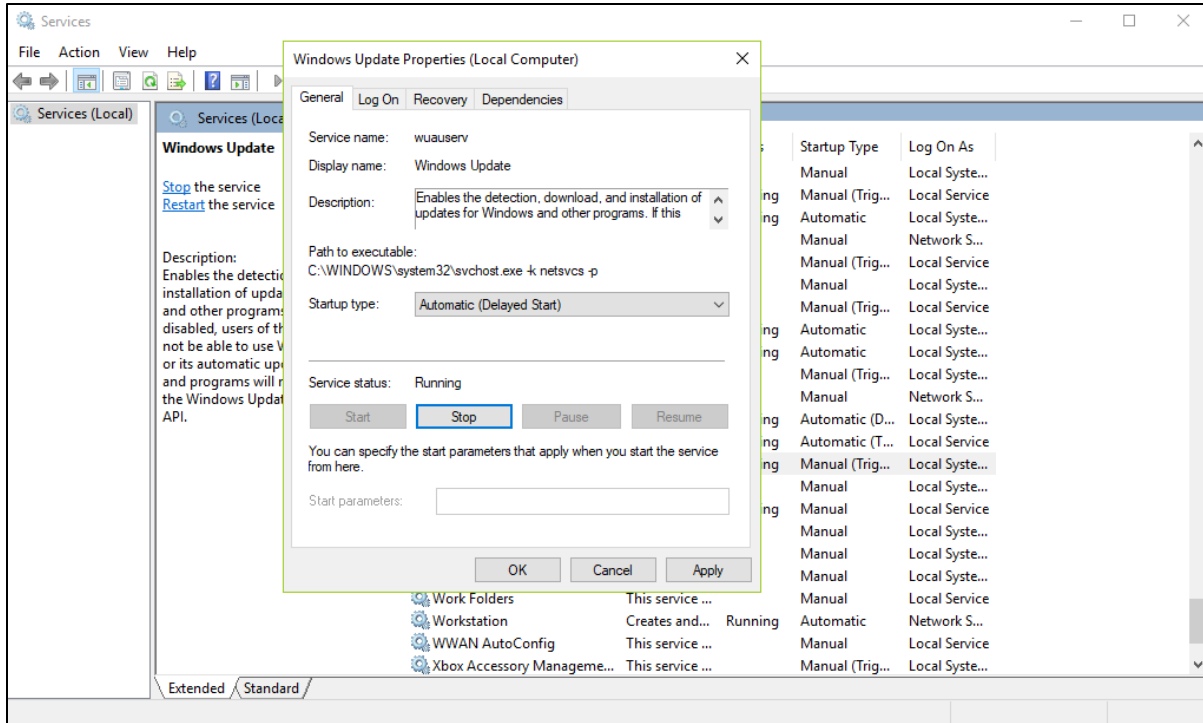 Services
File Action View Help
Services (Local)
Services (Loca
Windows Update
Stop the service
Restart the service
Description:
Enables the detectio
installation of upda
and other programs
disabled, users of th
not be able to use W
or its automatic upd
and programs will n
the Windows Updat
API.
Windows Update Properties (Local Computer)
General Log On Recovery Dependencies
Service name: wuauserv
Display name: Windows Update
Description: Enables the detection, download, and installation of
updates for Windows and other programs. If this
Path to executable:
C:\WINDOWS\system32\svchost.exe -k netsvcs -p
Startup type: Automatic (Delayed Start)
Service status: Running
Start Stop Pause Resume
You can specify the start parameters that apply when you start the service
from here.
Start parameters:
OK Cancel Apply
s Startup Type Log On As
Manual Local Syste...
ing Manual (Trig... Local Service
ing Automatic Local Syste...
Manual Network S...
Manual (Trig... Local Service
Manual Local Syste...
Manual (Trig... Local Syste...
ing Automatic Local Syste...
ing Automatic Local Syste...
Manual (Trig... Local Syste...
Manual Network S...
ing Automatic (D... Local Syste...
ing Automatic (T... Local Service
ing Manual (Trig... Local Syste...
Manual Local Syste...
ing Manual Local Service
Manual Local Syste...
Manual Local Syste...
Manual Local Syste...
Work Folders This service ... Manual Local Service
Workstation Creates and... Running Automatic Network S...
WWAN AutoConfig This service ... Manual Local Service
Xbox Accessory Manageme... This service ... Manual (Trig... Local Syste...
Extended Standard